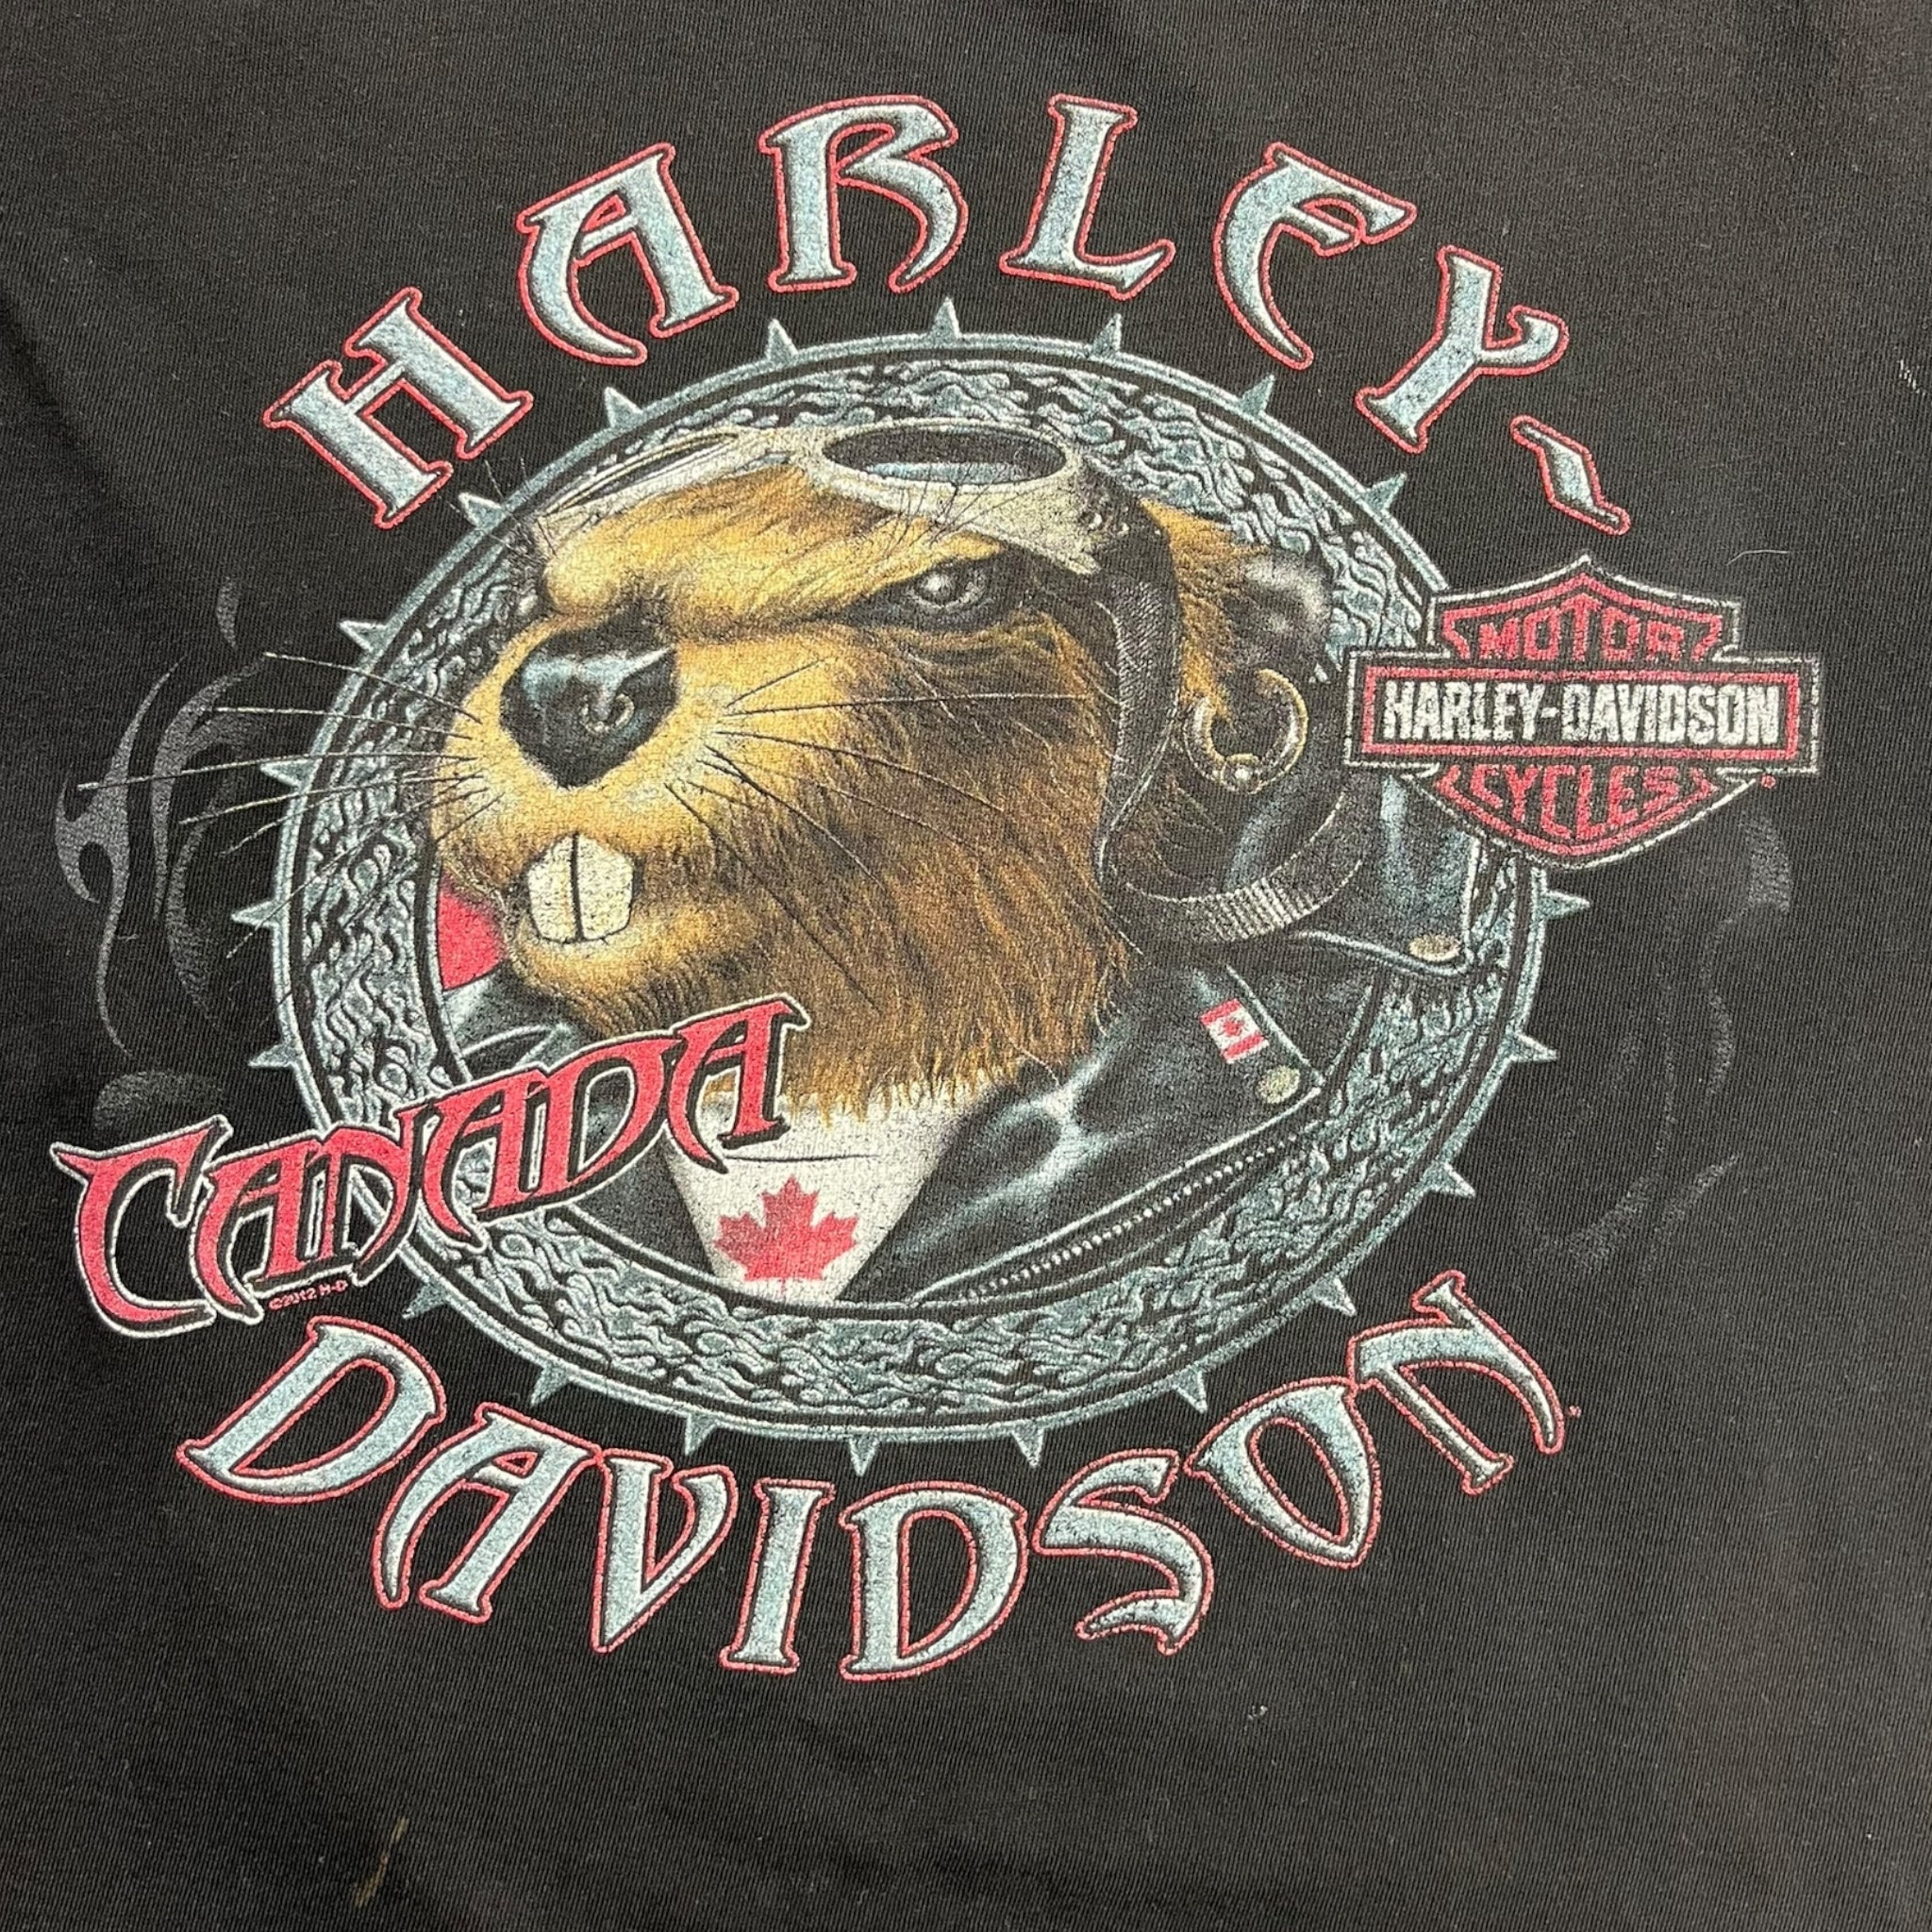 HARLEY-
MOTOR
HARLEY-DAVIDSON
CYCLES
CANADA
©2012 H-D
DAVIDSON